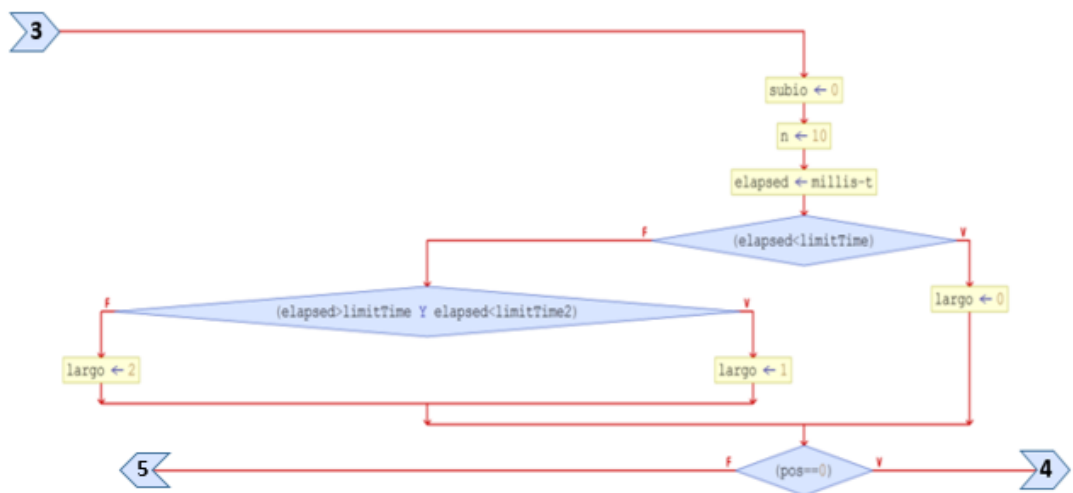 3
subio ← 0
n ← 10
elapsed ← millis-t
F
(elapsed<limitTime)
V
largo ← 0
F
(elapsed>limitTime Y elapsed<limitTime2)
V
largo ← 2
largo ← 1
5
F
(pos==0)
V
4